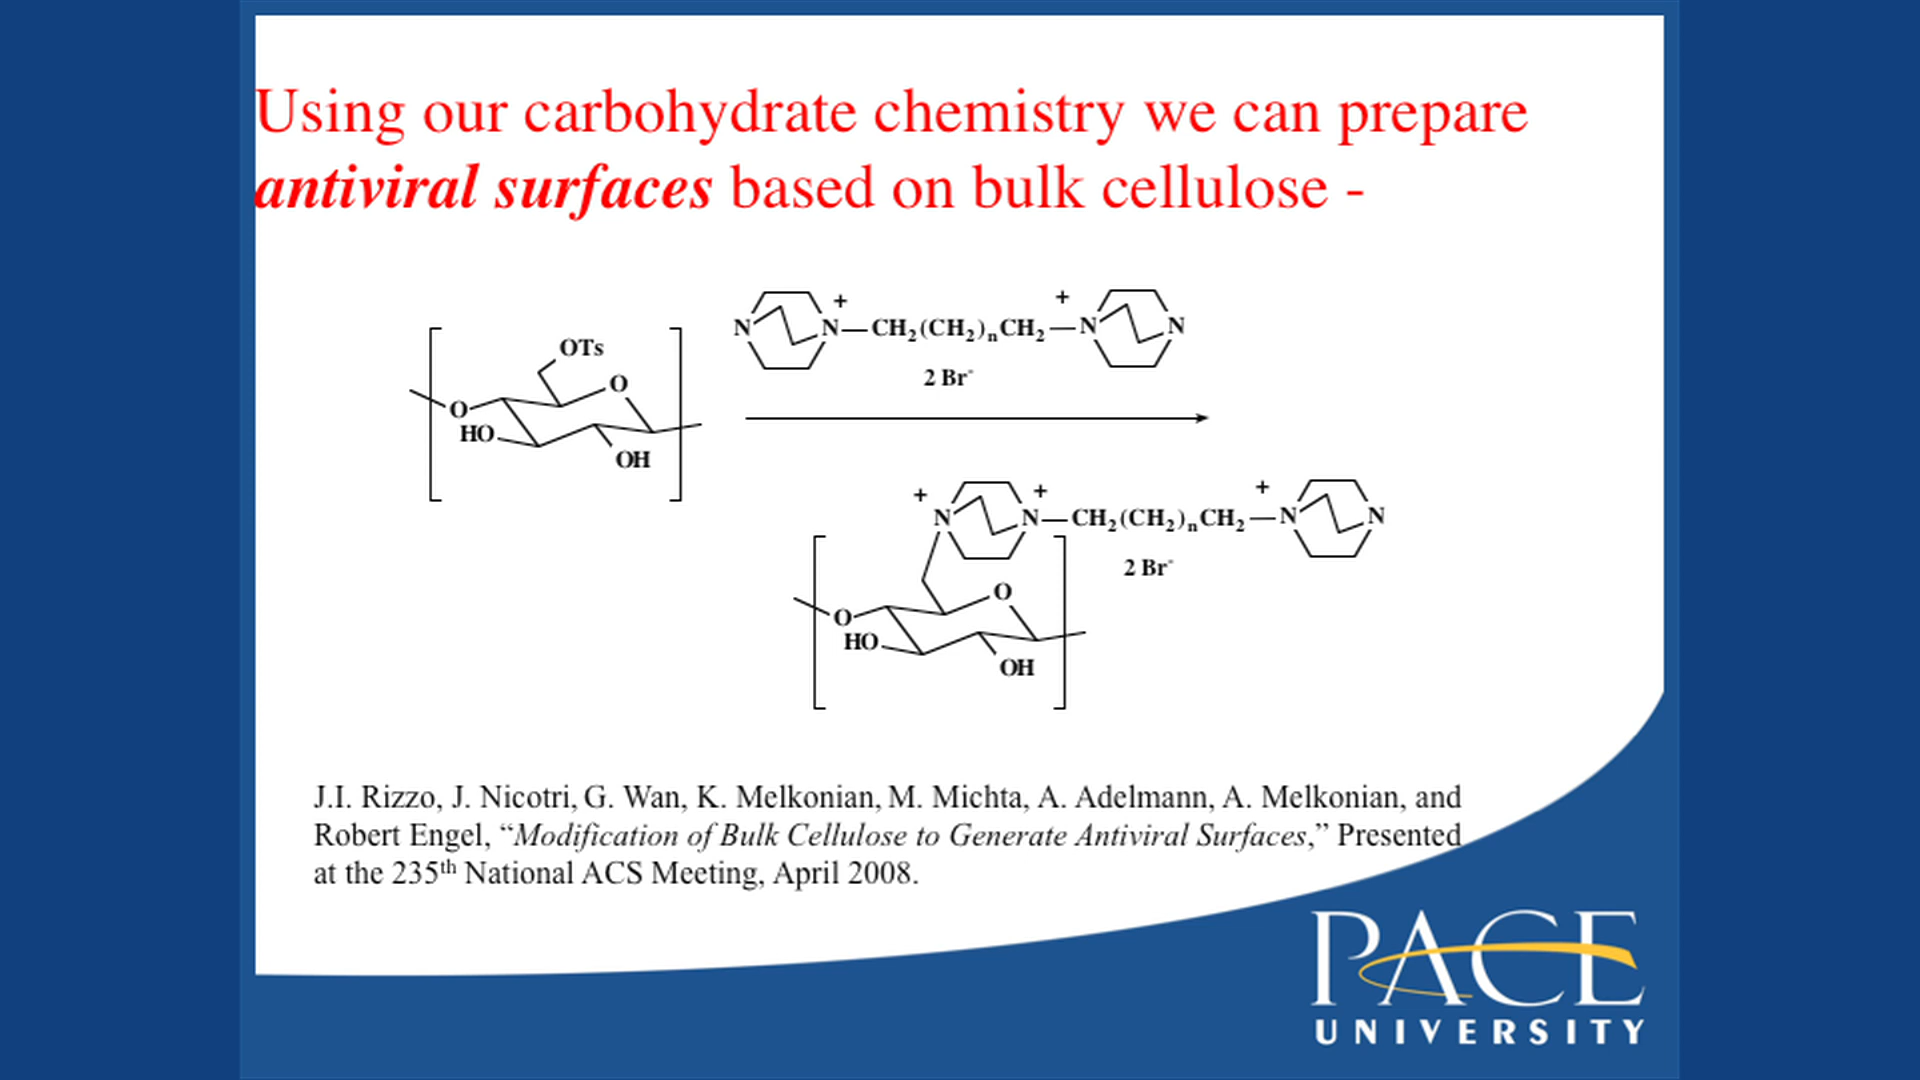 Using our carbohydrate chemistry we can prepare
antiviral surfaces based on bulk cellulose -
N N+—CH₂(CH₂)ₙCH₂—N+ N
2 Br⁻
OTs
O
O
HO
OH
+N N+—CH₂(CH₂)ₙCH₂—N+ N
2 Br⁻
O
O
HO
OH
J.I. Rizzo, J. Nicotri, G. Wan, K. Melkonian, M. Michta, A. Adelmann, A. Melkonian, and
Robert Engel, “Modification of Bulk Cellulose to Generate Antiviral Surfaces,” Presented
at the 235th National ACS Meeting, April 2008.
PACE
UNIVERSITY